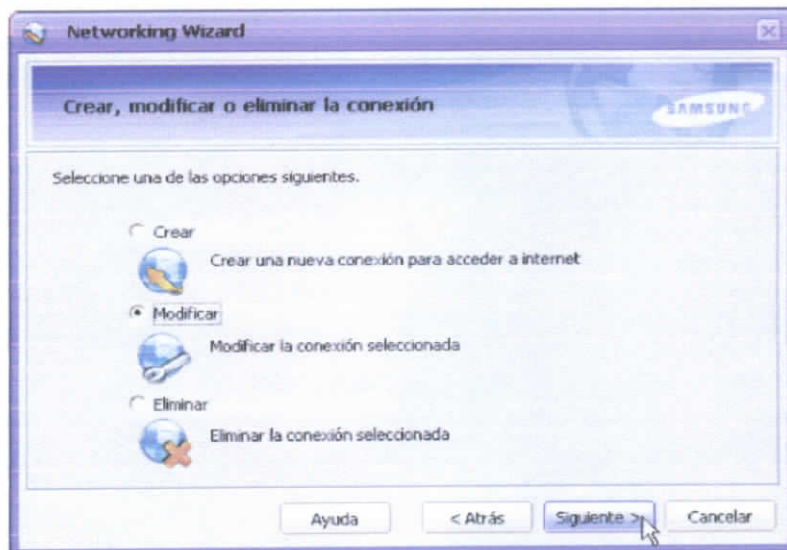 Networking Wizard
Crear, modificar o eliminar la conexión
SAMSUNG
Seleccione una de las opciones siguientes.
Crear
Crear una nueva conexión para acceder a internet
Modificar
Modificar la conexión seleccionada
Eliminar
Eliminar la conexión seleccionada
Ayuda
< Atrás
Siguiente >
Cancelar